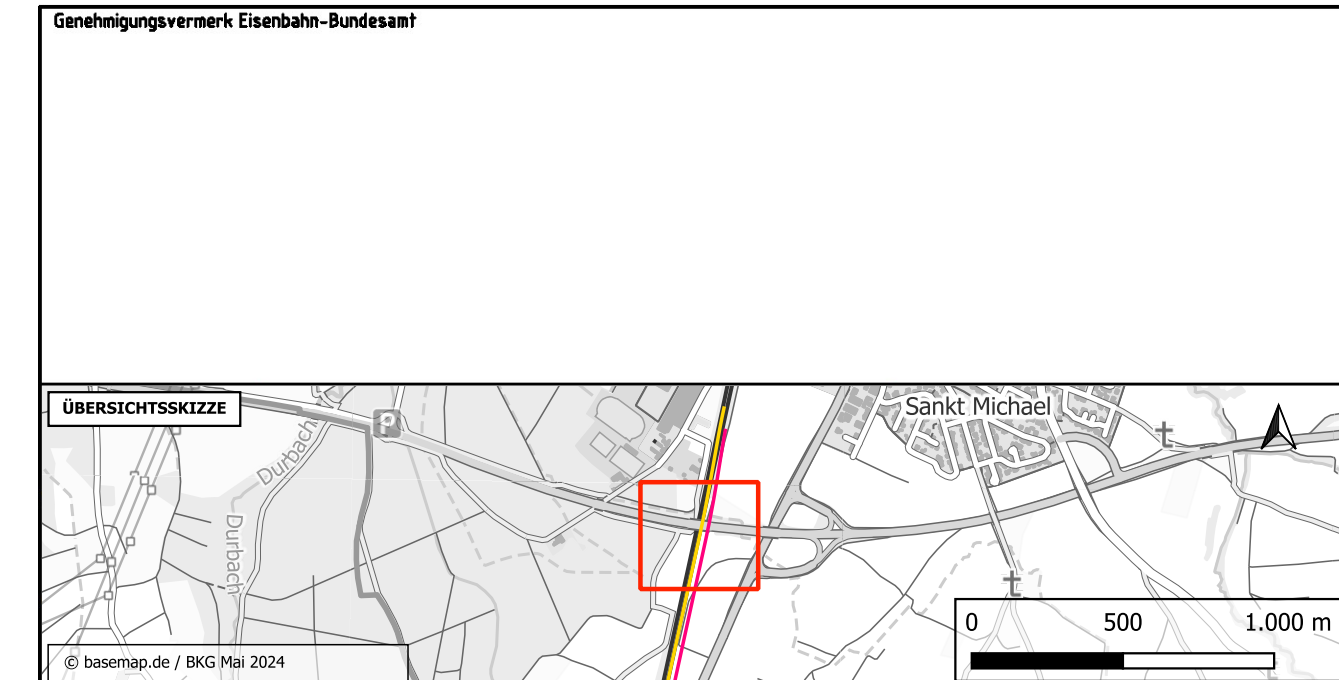 Genehmigungsvermerk Eisenbahn-Bundesamt
ÜBERSICHTSSKIZZE
Sankt Michael
P
Durbach
Durbach
0 500 1.000 m
© basemap.de / BKG Mai 2024